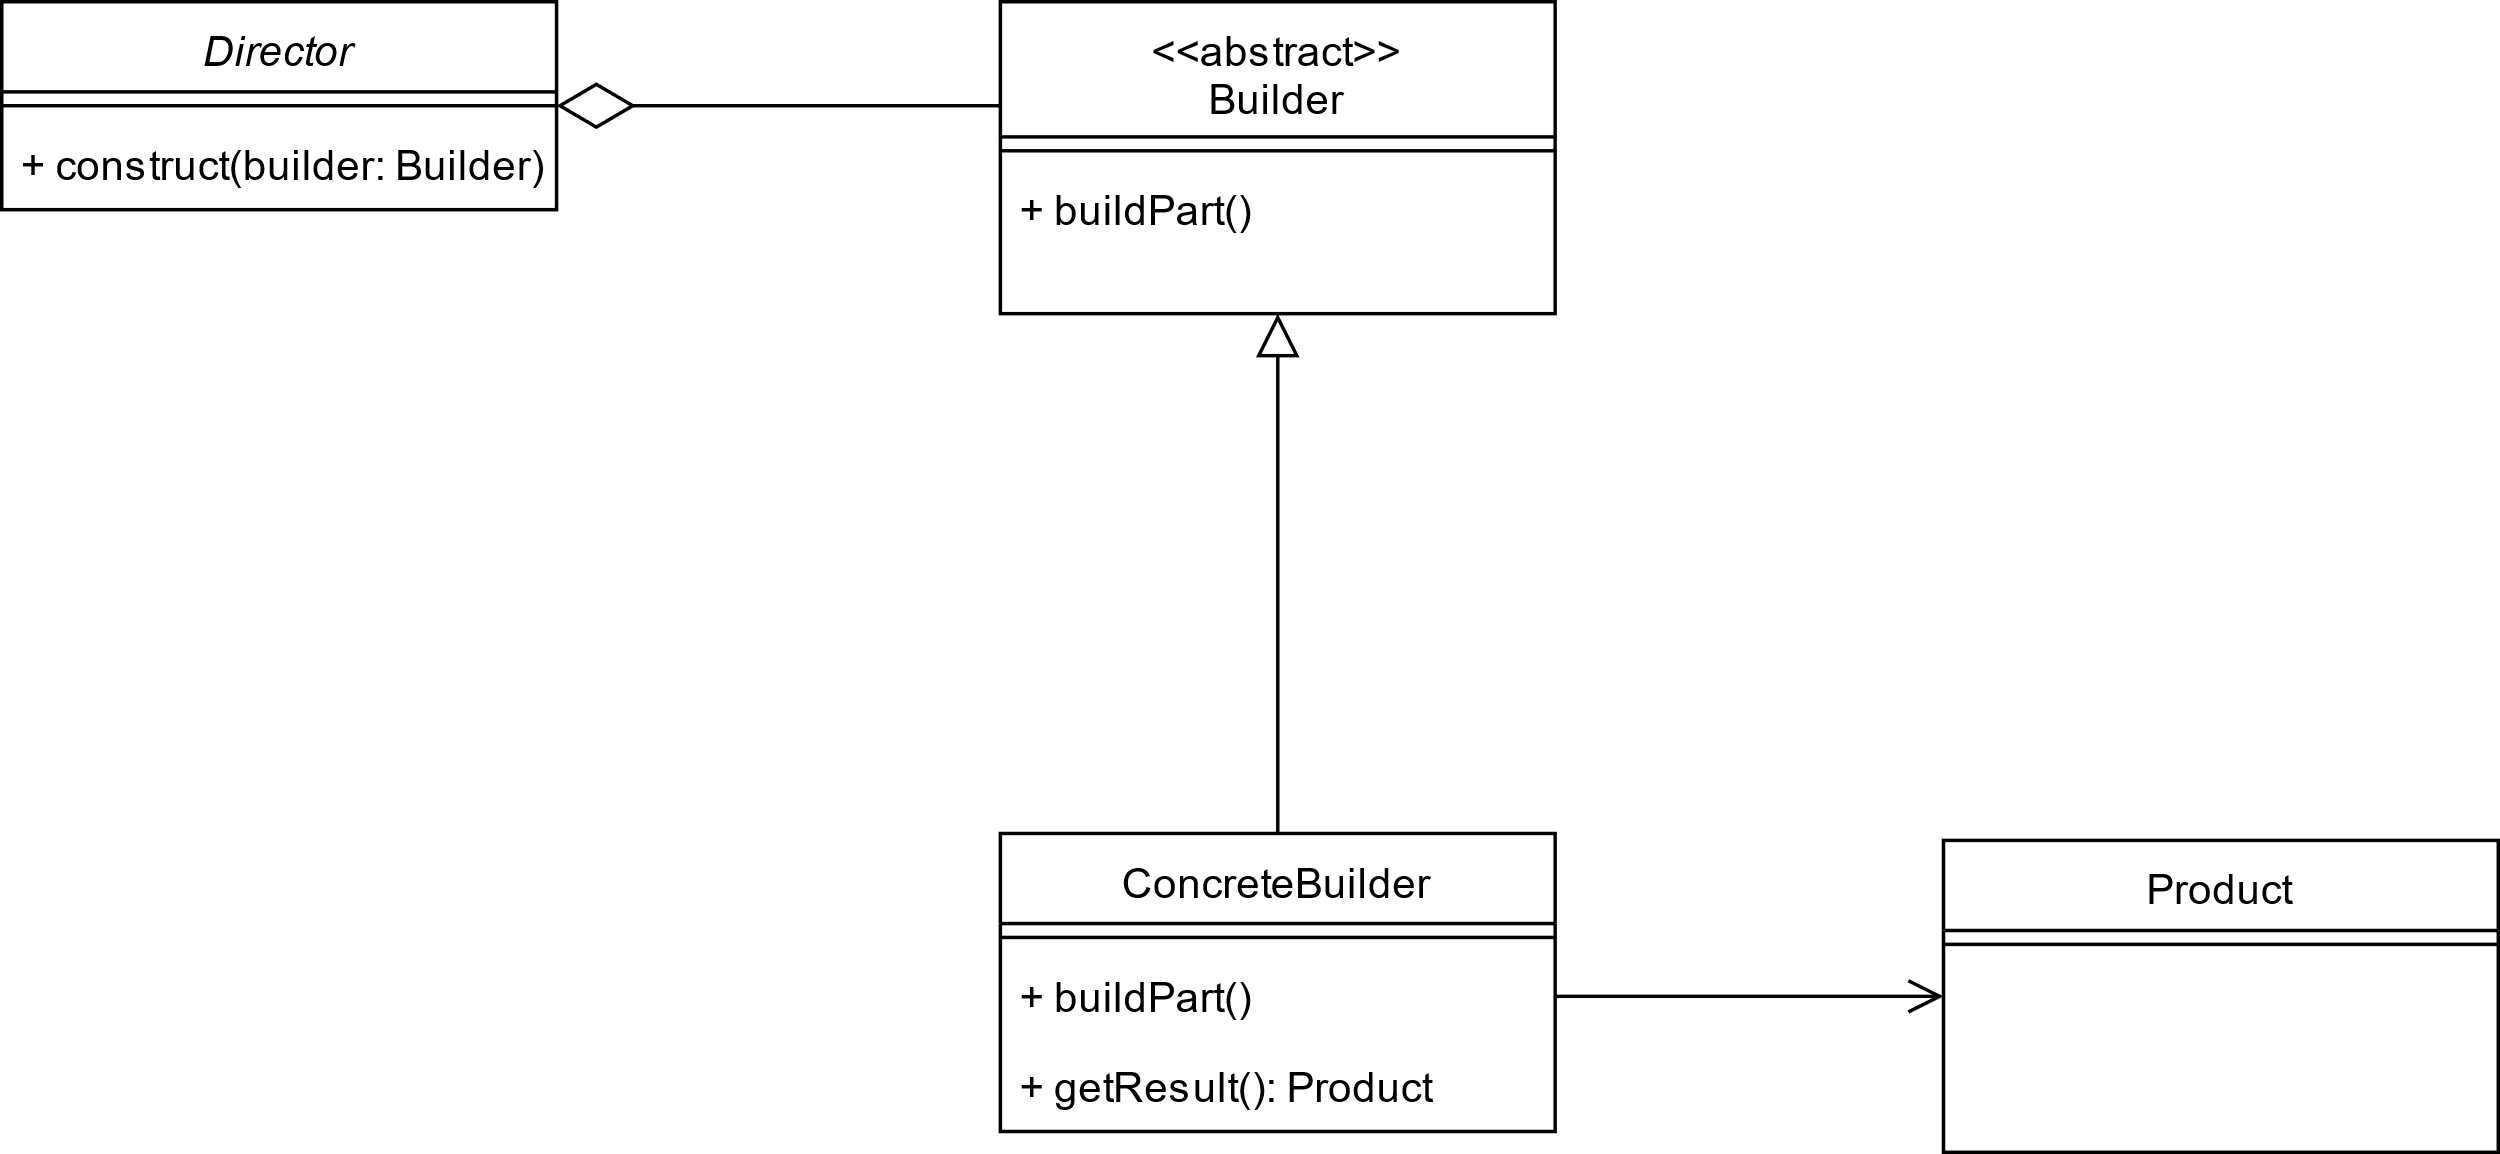 Director
+ construct(builder: Builder)
<<abstract>>
Builder
+ buildPart()
ConcreteBuilder
+ buildPart()
+ getResult(): Product
Product